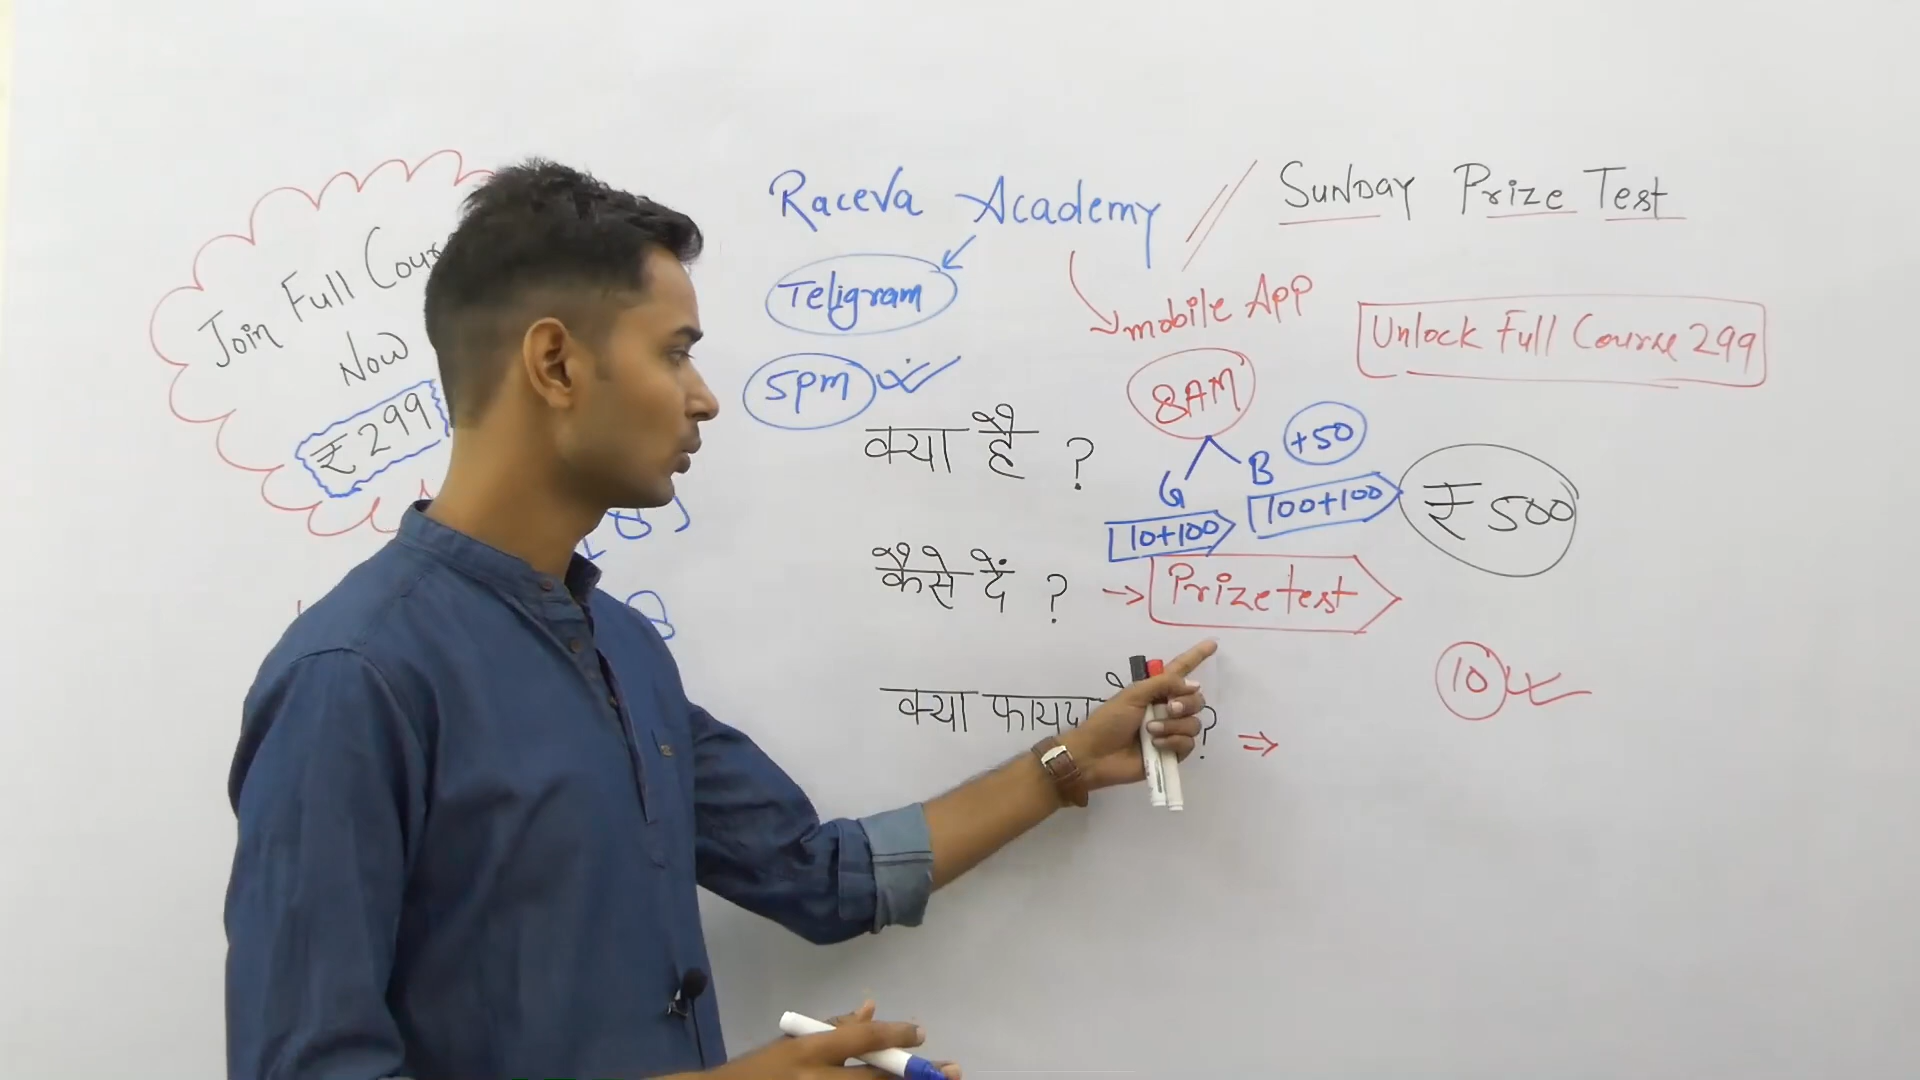 Raceva Academy / Sunday Prize Test
Teligram
mobile App
Unlock Full Course 299
Join Full
Now
₹299
5pm
8AM
क्या है ?
G
B
+50
10+100
100+100
₹ 500
कैसे दें ? → Prize test
क्या फायदा ? ⇒
10